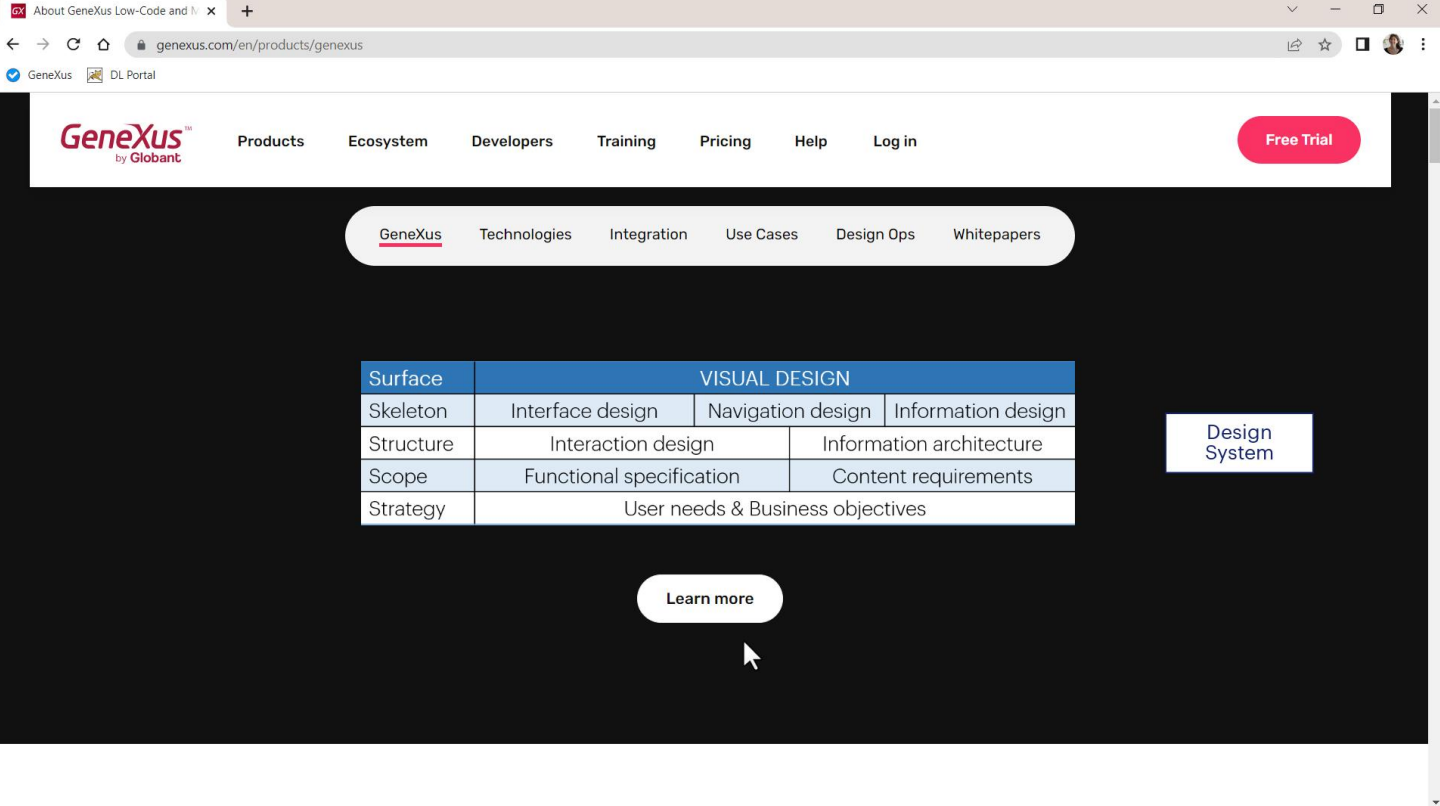 GX About GeneXus Low-Code and M
genexus.com/en/products/genexus
GeneXus DL Portal
GeneXus™ by Globant
Products Ecosystem Developers Training Pricing Help Log in Free Trial
GeneXus Technologies Integration Use Cases Design Ops Whitepapers
Surface VISUAL DESIGN
Skeleton Interface design Navigation design Information design
Structure Interaction design Information architecture
Scope Functional specification Content requirements
Strategy User needs & Business objectives
Design
System
Learn more